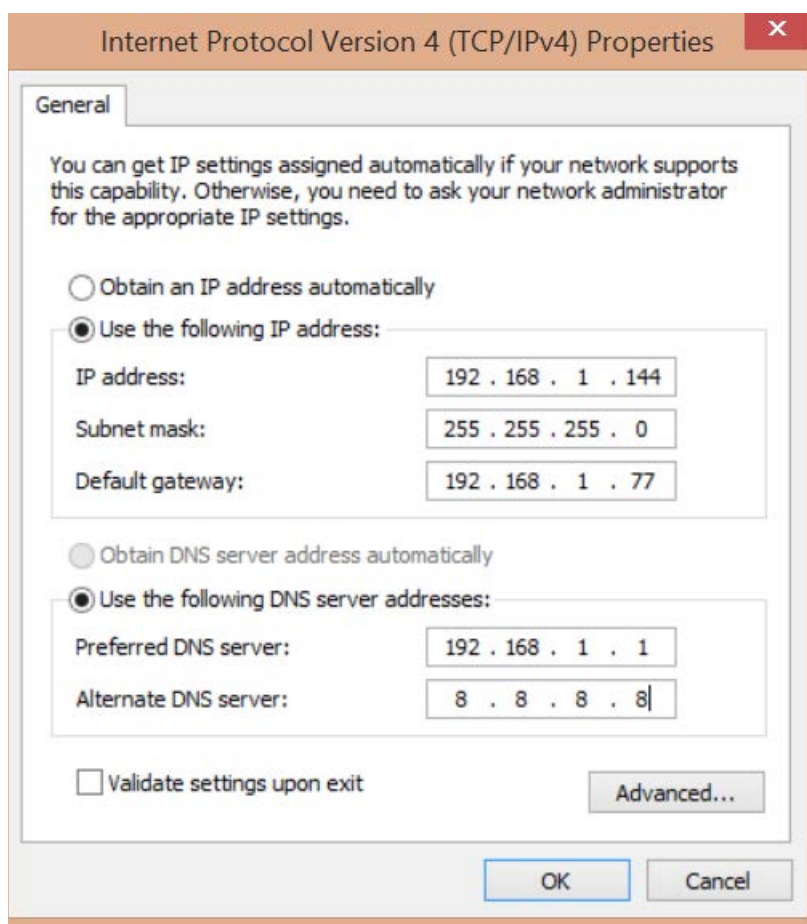 Internet Protocol Version 4 (TCP/IPv4) Properties
General
You can get IP settings assigned automatically if your network supports
this capability. Otherwise, you need to ask your network administrator
for the appropriate IP settings.
Obtain an IP address automatically
Use the following IP address:
IP address: 192 . 168 . 1 . 144
Subnet mask: 255 . 255 . 255 . 0
Default gateway: 192 . 168 . 1 . 77
Obtain DNS server address automatically
Use the following DNS server addresses:
Preferred DNS server: 192 . 168 . 1 . 1
Alternate DNS server: 8 . 8 . 8 . 8
Validate settings upon exit
Advanced...
OK Cancel